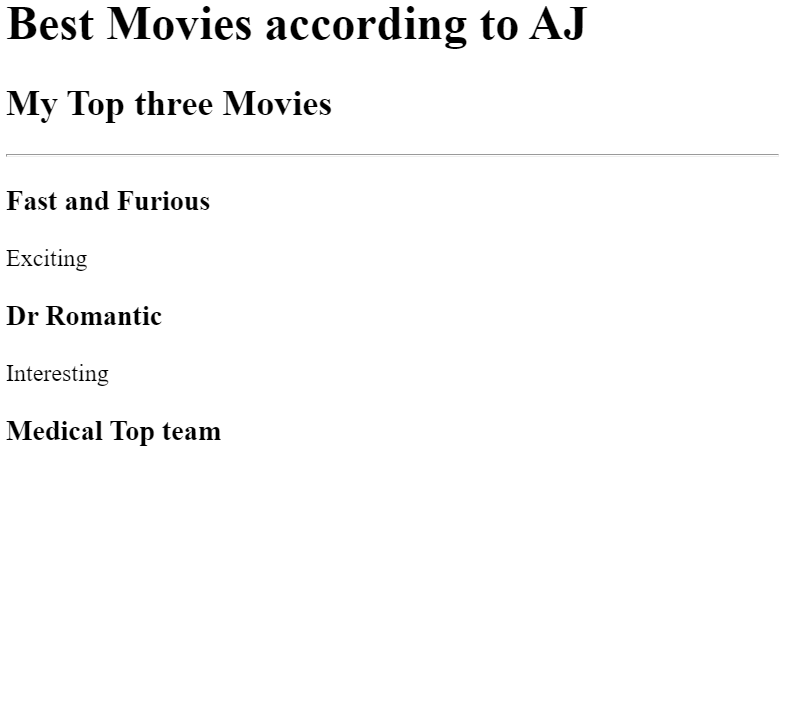 Best Movies according to AJ
My Top three Movies
Fast and Furious
Exciting
Dr Romantic
Interesting
Medical Top team